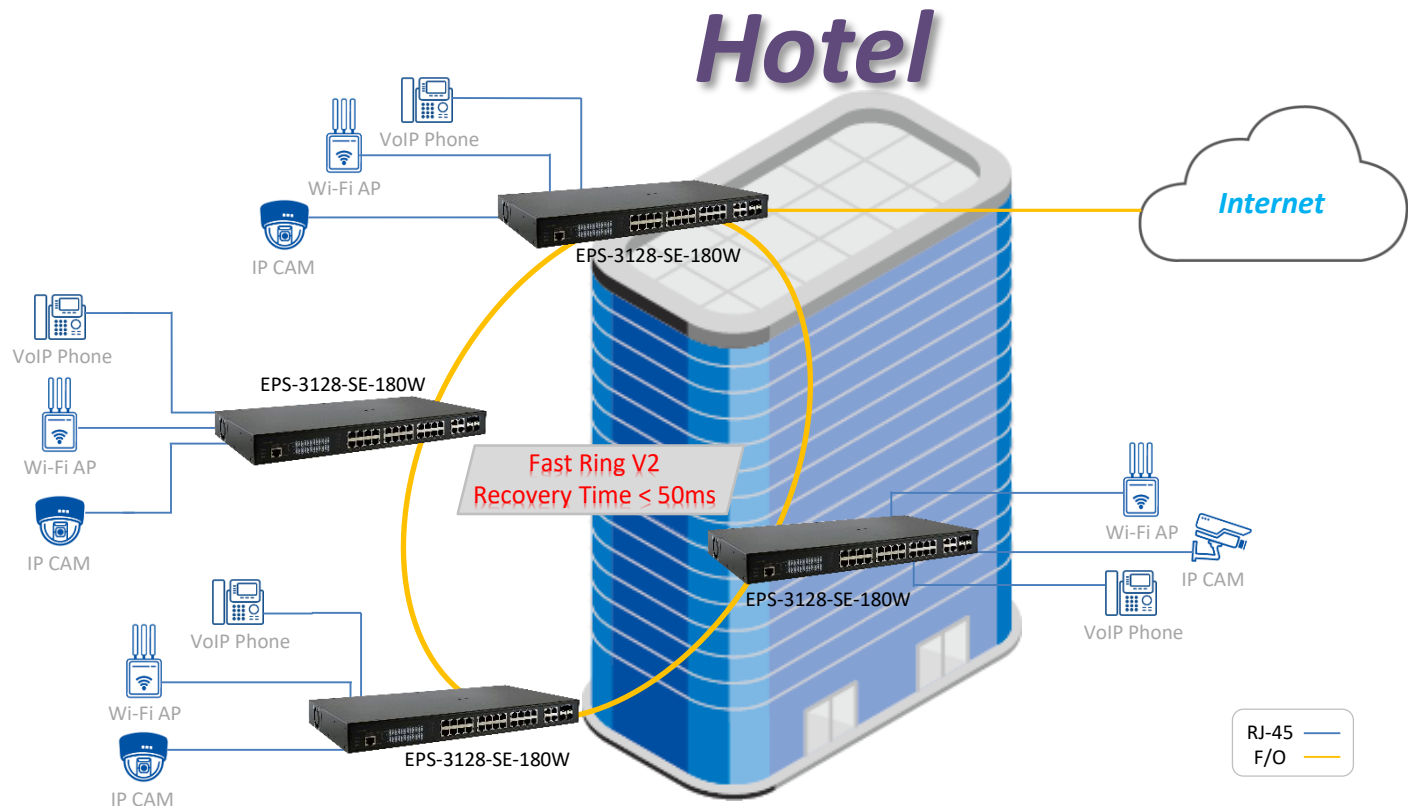 Hotel
VoIP Phone
Wi-Fi AP
IP CAM
EPS-3128-SE-180W
Internet
VoIP Phone
EPS-3128-SE-180W
Wi-Fi AP
IP CAM
Fast Ring V2
Recovery Time < 50ms
Wi-Fi AP
IP CAM
EPS-3128-SE-180W
VoIP Phone
VoIP Phone
Wi-Fi AP
EPS-3128-SE-180W
IP CAM
RJ-45
F/O